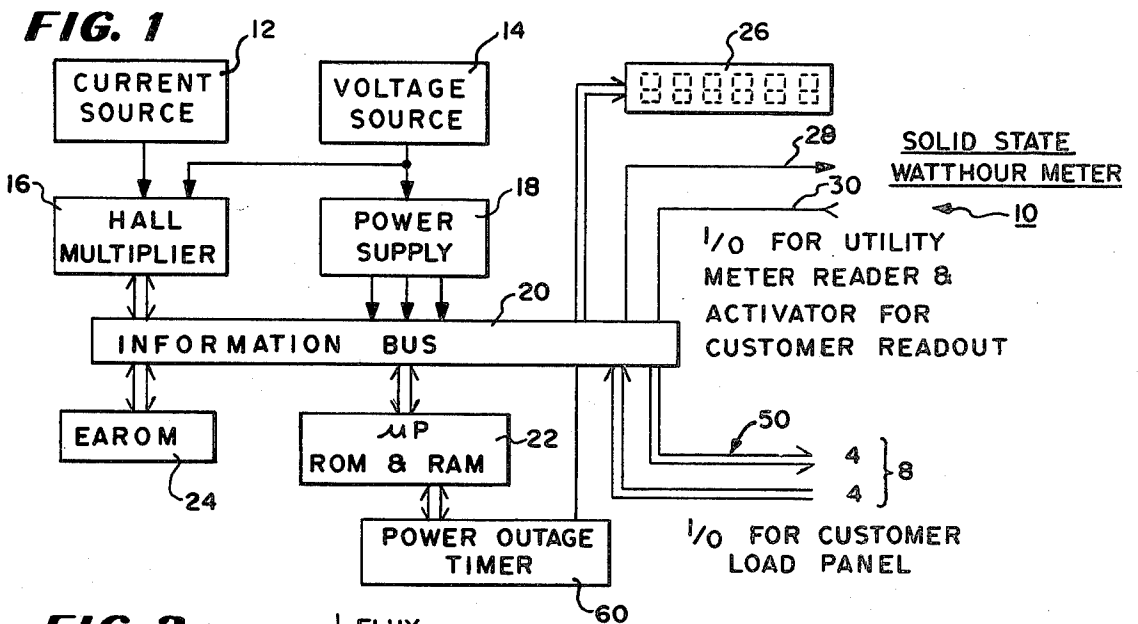 FIG. 1
12
14
26
CURRENT
SOURCE
VOLTAGE
SOURCE
888888
28
SOLID STATE
WATTHOUR METER
30
10
16
HALL
MULTIPLIER
18
POWER
SUPPLY
I/O FOR UTILITY
METER READER &
ACTIVATOR FOR
CUSTOMER READOUT
20
INFORMATION BUS
EAROM
24
μP
ROM & RAM
22
50
4
4
8
I/O FOR CUSTOMER
LOAD PANEL
POWER OUTAGE
TIMER
60
FLUX